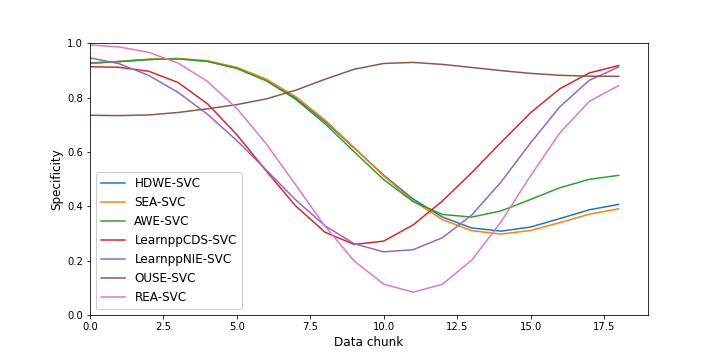 Specificity
1.0
0.8
0.6
0.4
0.2
0.0
HDWE-SVC
SEA-SVC
AWE-SVC
LearnppCDS-SVC
LearnppNIE-SVC
OUSE-SVC
REA-SVC
0.0 2.5 5.0 7.5 10.0 12.5 15.0 17.5
Data chunk